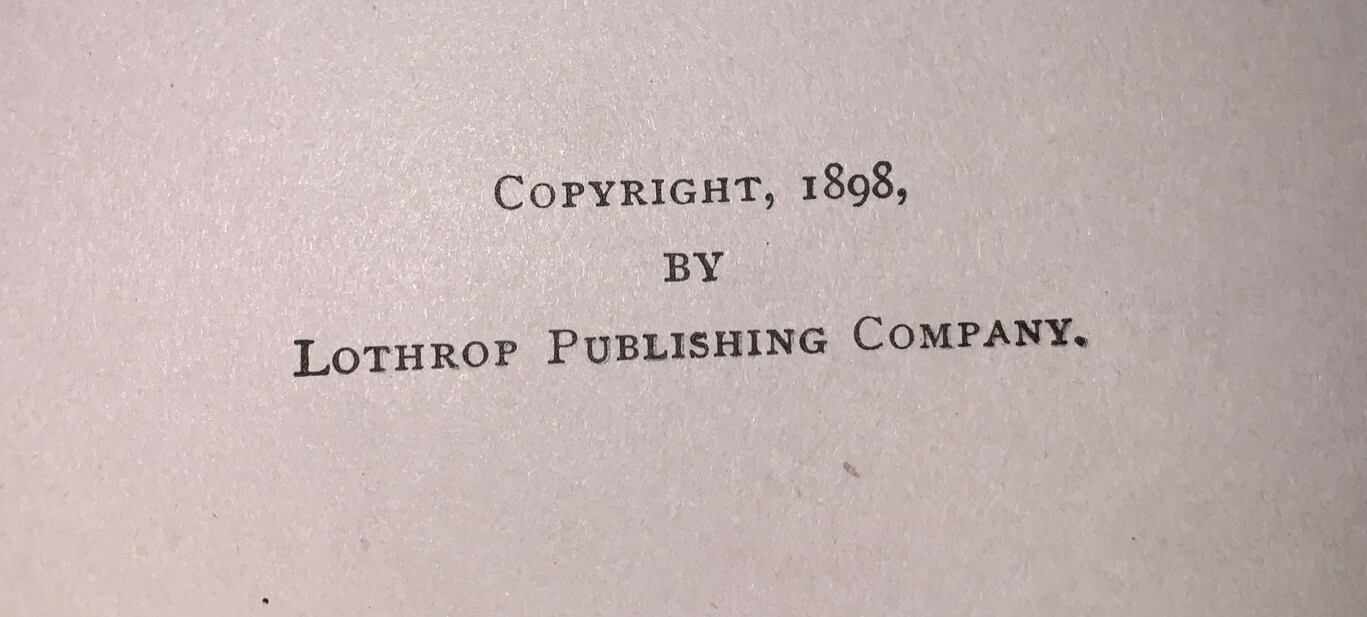 Copyright, 1898,
by
Lothrop Publishing Company.